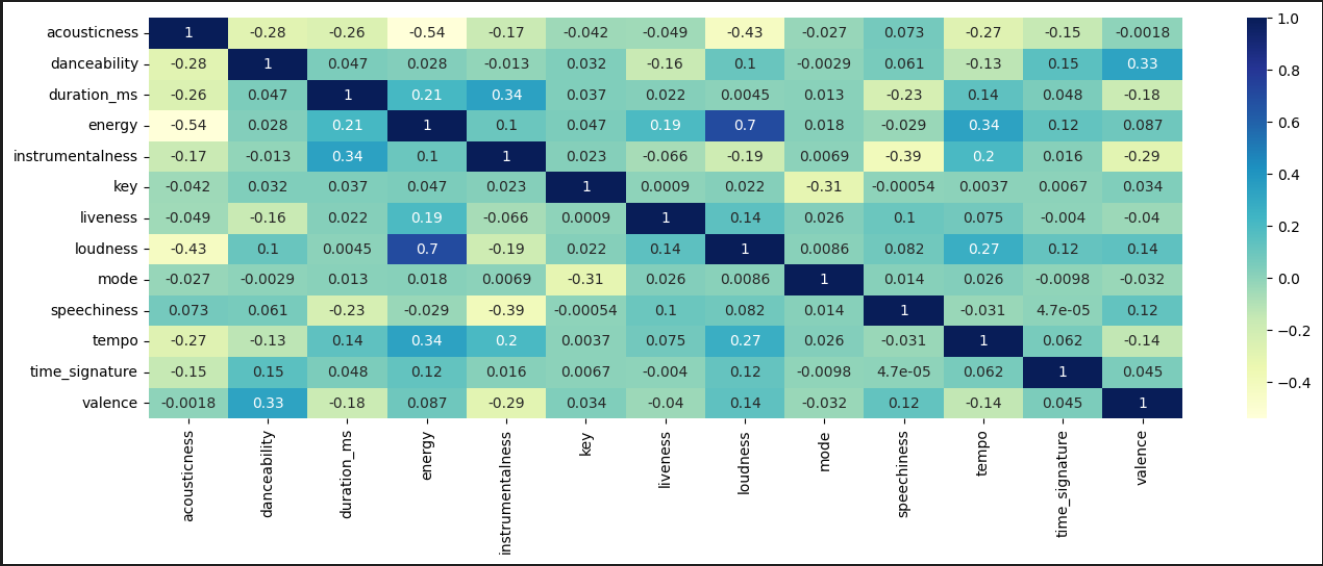 acousticness 1 -0.28 -0.26 -0.54 -0.17 -0.042 -0.049 -0.43 -0.027 0.073 -0.27 -0.15 -0.0018
danceability -0.28 1 0.047 0.028 -0.013 0.032 -0.16 0.1 -0.0029 0.061 -0.13 0.15 0.33
duration_ms -0.26 0.047 1 0.21 0.34 0.037 0.022 0.0045 0.013 -0.23 0.14 0.048 -0.18
energy -0.54 0.028 0.21 1 0.1 0.047 0.19 0.7 0.018 -0.029 0.34 0.12 0.087
instrumentalness -0.17 -0.013 0.34 0.1 1 0.023 -0.066 -0.19 0.0069 -0.39 0.2 0.016 -0.29
key -0.042 0.032 0.037 0.047 0.023 1 0.0009 0.022 -0.31 -0.00054 0.0037 0.0067 0.034
liveness -0.049 -0.16 0.022 0.19 -0.066 0.0009 1 0.14 0.026 0.1 0.075 -0.004 -0.04
loudness -0.43 0.1 0.0045 0.7 -0.19 0.022 0.14 1 0.0086 0.082 0.27 0.12 0.14
mode -0.027 -0.0029 0.013 0.018 0.0069 -0.31 0.026 0.0086 1 0.014 0.026 -0.0098 -0.032
speechiness 0.073 0.061 -0.23 -0.029 -0.39 -0.00054 0.1 0.082 0.014 1 -0.031 4.7e-05 0.12
tempo -0.27 -0.13 0.14 0.34 0.2 0.0037 0.075 0.27 0.026 -0.031 1 0.062 -0.14
time_signature -0.15 0.15 0.048 0.12 0.016 0.0067 -0.004 0.12 -0.0098 4.7e-05 0.062 1 0.045
valence -0.0018 0.33 -0.18 0.087 -0.29 0.034 -0.04 0.14 -0.032 0.12 -0.14 0.045 1
acousticness
danceability
duration_ms
energy
instrumentalness
key
liveness
loudness
mode
speechiness
tempo
time_signature
valence
1.0
0.8
0.6
0.4
0.2
0.0
−0.2
−0.4